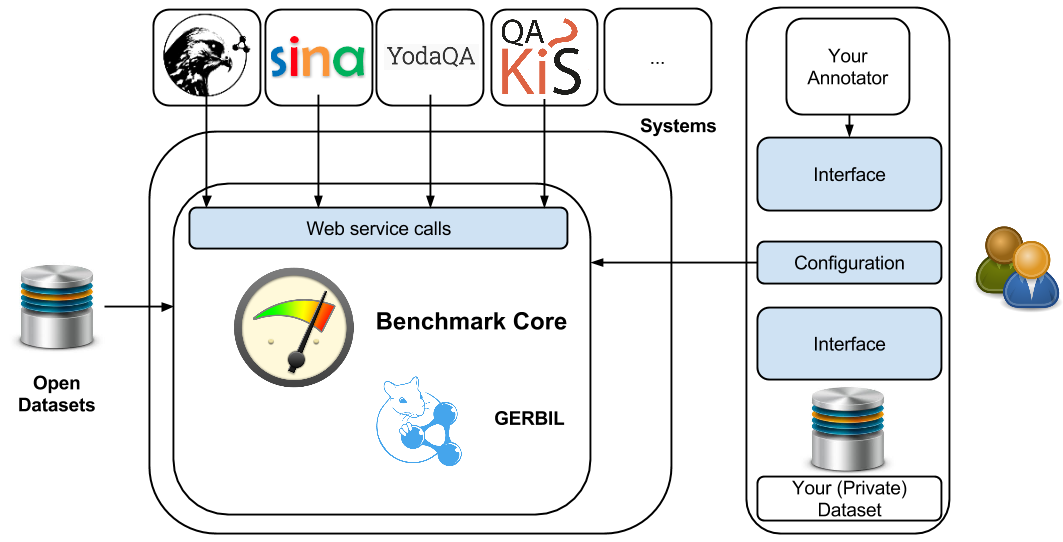 sina
YodaQA
QA
KiS
...
Systems
Your
Annotator
Interface
Web service calls
Configuration
Benchmark Core
Interface
Open
Datasets
GERBIL
Your (Private)
Dataset